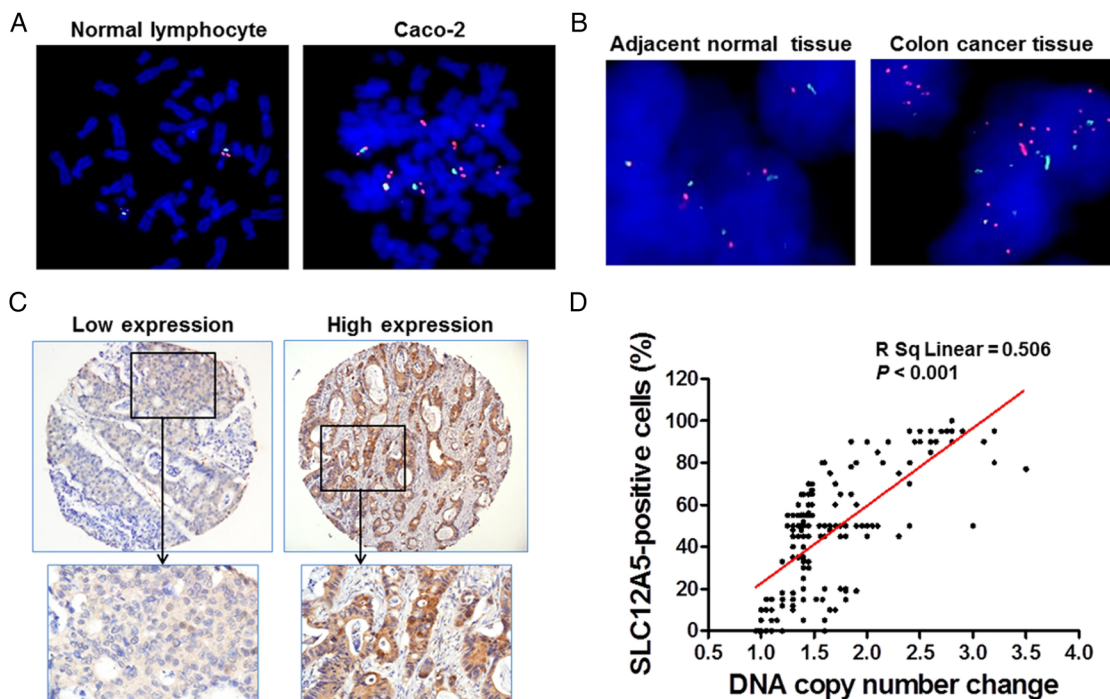 A
Normal lymphocyte
Caco-2
B
Adjacent normal tissue
Colon cancer tissue
C
Low expression
High expression
D
R Sq Linear = 0.506
P < 0.001
SLC12A5-positive cells (%)
120
100
80
60
40
20
0
0.5
1.0
1.5
2.0
2.5
3.0
3.5
4.0
DNA copy number change